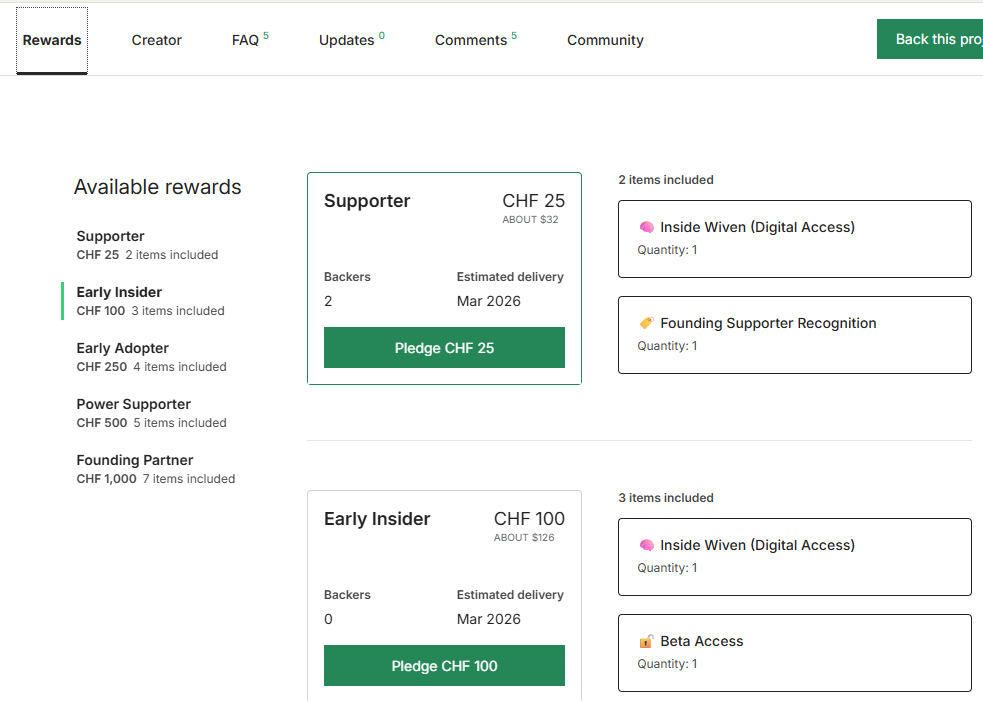 Rewards
Creator
FAQ 5
Updates 0
Comments 5
Community
Back this proj
Available rewards
Supporter
CHF 25 2 items included
Early Insider
CHF 100 3 items included
Early Adopter
CHF 250 4 items included
Power Supporter
CHF 500 5 items included
Founding Partner
CHF 1,000 7 items included
Supporter
CHF 25
ABOUT $32
Backers
2
Estimated delivery
Mar 2026
Pledge CHF 25
2 items included
Inside Wiven (Digital Access)
Quantity: 1
Founding Supporter Recognition
Quantity: 1
Early Insider
CHF 100
ABOUT $126
Backers
0
Estimated delivery
Mar 2026
Pledge CHF 100
3 items included
Inside Wiven (Digital Access)
Quantity: 1
Beta Access
Quantity: 1